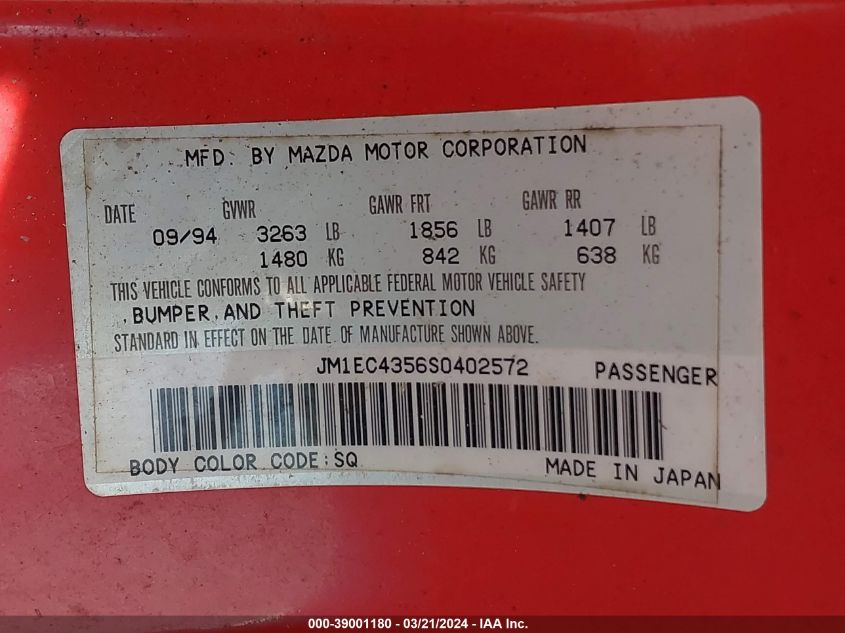 MFD. BY MAZDA MOTOR CORPORATION
DATE GVWR GAWR FRT GAWR RR
09/94 3263 LB 1856 LB 1407 LB
1480 KG 842 KG 638 KG
THIS VEHICLE CONFORMS TO ALL APPLICABLE FEDERAL MOTOR VEHICLE SAFETY
,BUMPER,AND THEFT PREVENTION
STANDARD IN EFFECT ON THE DATE OF MANUFACTURE SHOWN ABOVE.
JM1EC4356S0402572 PASSENGER
BODY COLOR CODE:SQ MADE IN JAPAN
000-39001180 - 03/21/2024 - IAA Inc.